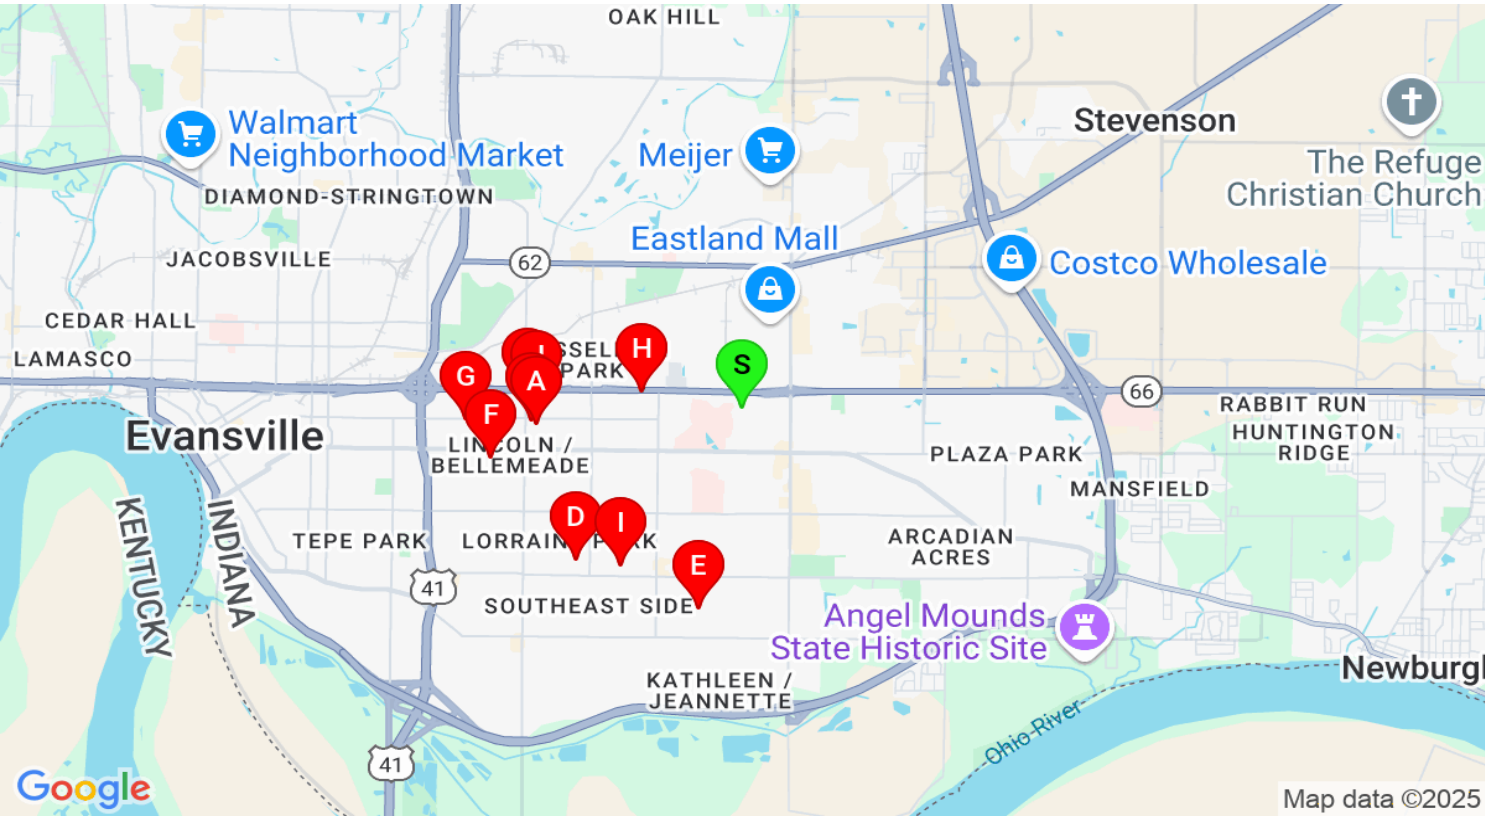 OAK HILL
Walmart
Neighborhood Market
Meijer
Stevenson
The Refuge
Christian Church
DIAMOND-STRINGTOWN
Eastland Mall
JACOBSVILLE
62
Costco Wholesale
CEDAR HALL
LAMASCO
H
S
G
A
PARK
66
F
RABBIT RUN
Evansville
HUNTINGTON
RIDGE
LINCOLN /
BELLEMEADE
PLAZA PARK
MANSFIELD
KENTUCKY
INDIANA
D
I
TEPE PARK
ARCADIAN
ACRES
E
41
SOUTHEAST SIDE
Angel Mounds
State Historic Site
KATHLEEN /
JEANNETTE
Ohio River
41
Google
Map data ©2025